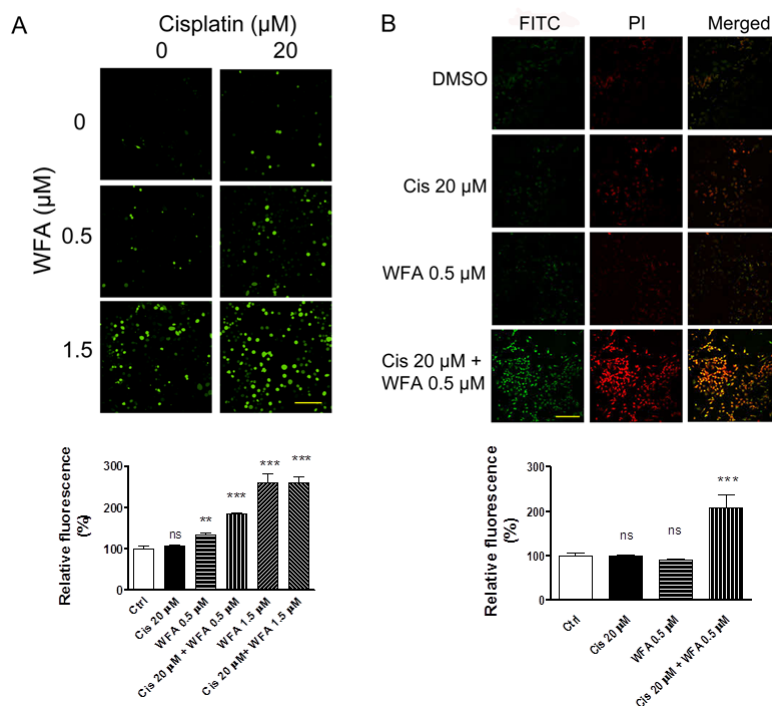 A
Cisplatin (µM)
0 20
WFA (µM)
0
0.5
1.5
Relative fluorescence
(%)
300
200
100
0
ns
**
***
***
***
Ctrl
Cis 20 µM
WFA 0.5 µM
Cis 20 µM + WFA 0.5 µM
WFA 1.5 µM
Cis 20 µM+ WFA 1.5 µM
B
FITC PI Merged
DMSO
Cis 20 µM
WFA 0.5 µM
Cis 20 µM +
WFA 0.5 µM
Relative fluorescence
(%)
300
200
100
0
ns
ns
***
Ctrl
Cis 20 µM
WFA 0.5 µM
Cis 20 µM + WFA 0.5 µM